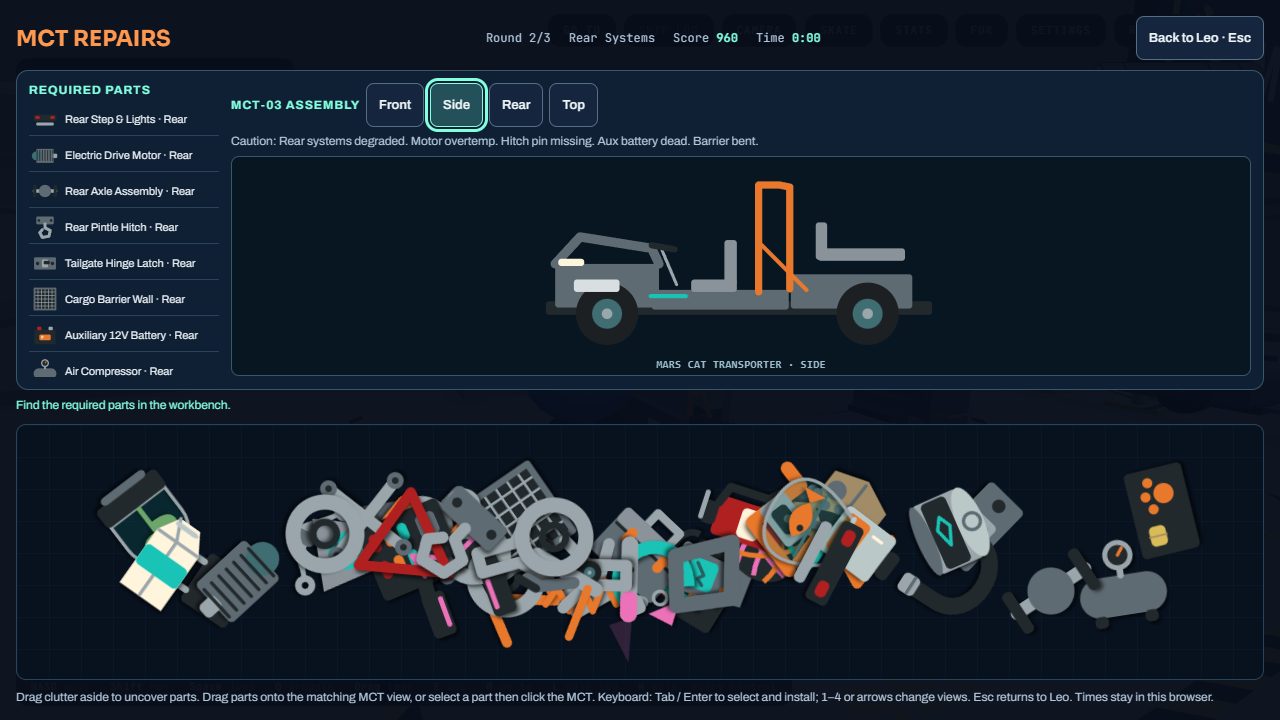 MCT REPAIRS
Round 2/3 Rear Systems Score 960 Time 0:00
Back to Leo · Esc
REQUIRED PARTS
Rear Step & Lights · Rear
Electric Drive Motor · Rear
Rear Axle Assembly · Rear
Rear Pintle Hitch · Rear
Tailgate Hinge Latch · Rear
Cargo Barrier Wall · Rear
Auxiliary 12V Battery · Rear
Air Compressor · Rear
MCT-03 ASSEMBLY Front Side Rear Top
Caution: Rear systems degraded. Motor overtemp. Hitch pin missing. Aux battery dead. Barrier bent.
MARS CAT TRANSPORTER · SIDE
Find the required parts in the workbench.
Drag clutter aside to uncover parts. Drag parts onto the matching MCT view, or select a part then click the MCT. Keyboard: Tab / Enter to select and install; 1–4 or arrows change views. Esc returns to Leo. Times stay in this browser.